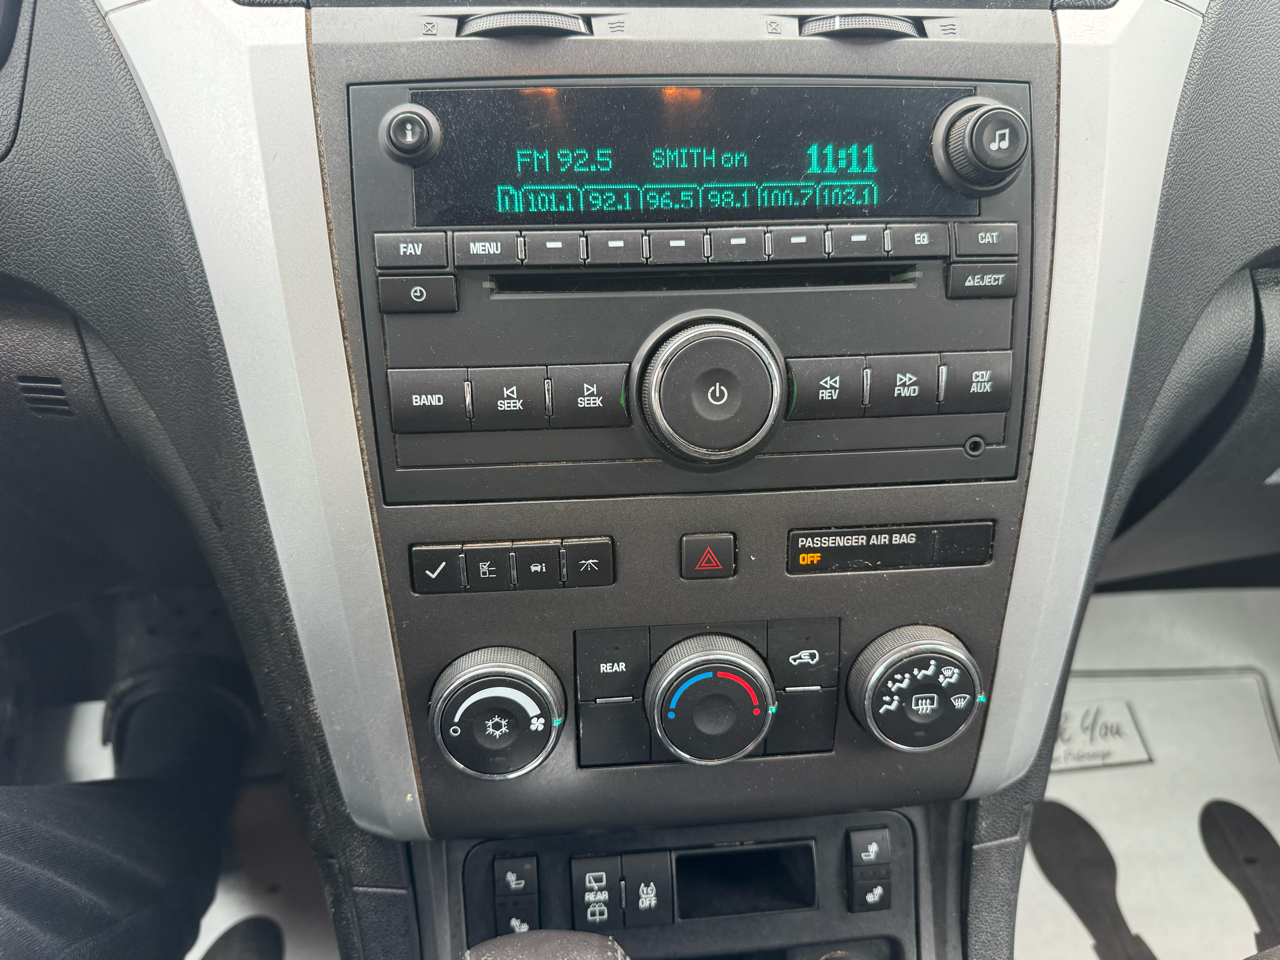 FM 92.5 SMITH on 11:11
101.1 92.1 96.5 98.1 100.7 103.1
FAV MENU EQ CAT
EJECT
BAND SEEK SEEK REV FWD CD/
AUX
PASSENGER AIR BAG
OFF
REAR
You
REAR
OFF